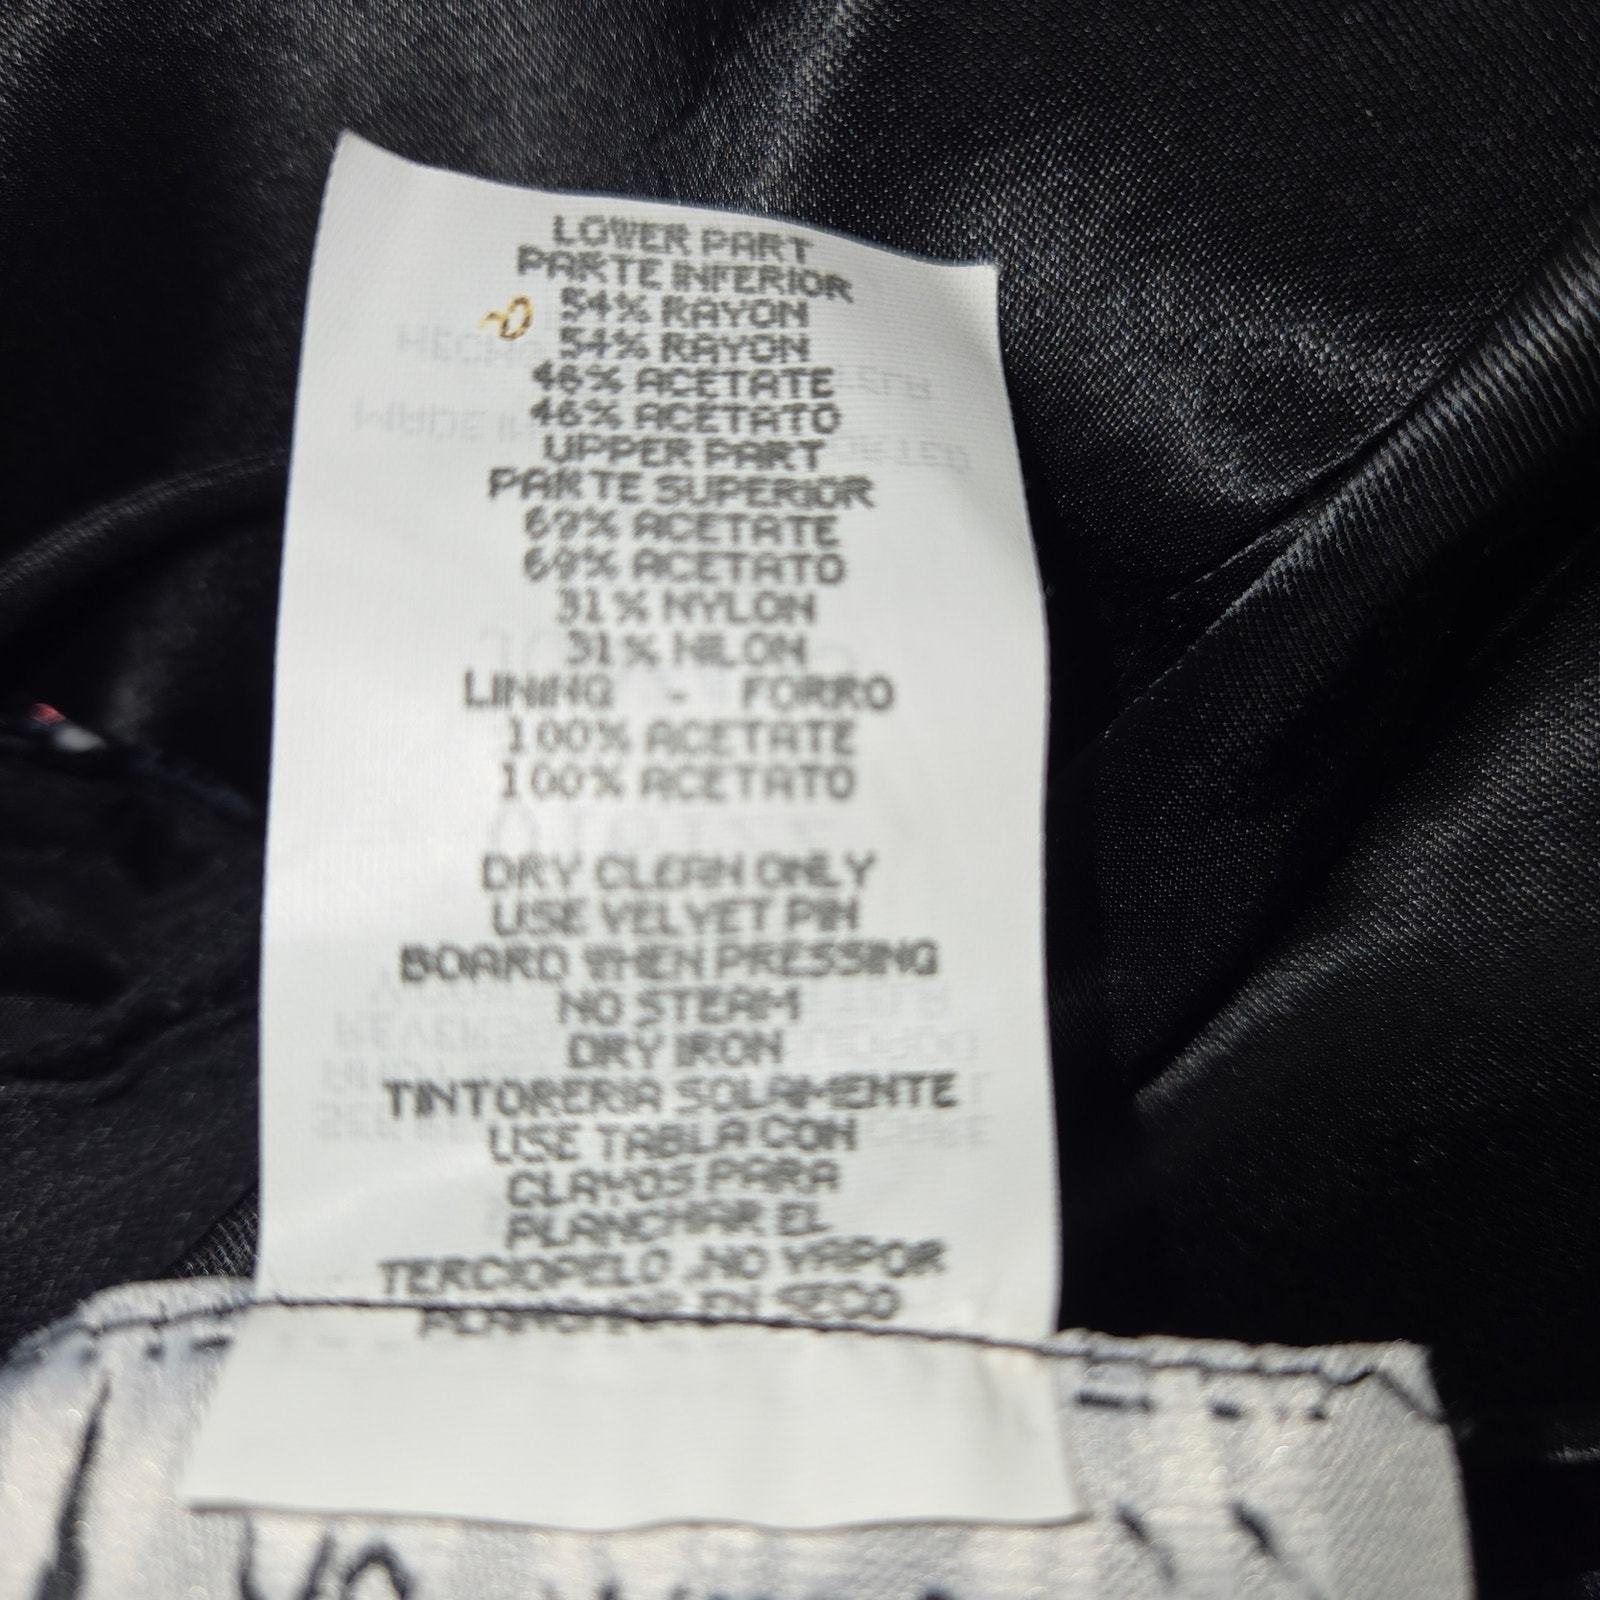 LOWER PART
PARTE INFERIOR
54% RAYON
54% RAYON
46% ACETATE
46% ACETATO
UPPER PART
PARTE SUPERIOR
69% ACETATE
69% ACETATO
31% NYLON
31% NILON
LINING - FORRO
100% ACETATE
100% ACETATO
DRY CLEAN ONLY
USE VELVET PIN
BOARD WHEN PRESSING
NO STEAM
DRY IRON
TINTORERIA SOLAMENTE
USE TABLA CON
CLAVOS PARA
PLANCHAR EL
TERCIOPELO .NO VAPOR
EN SECO